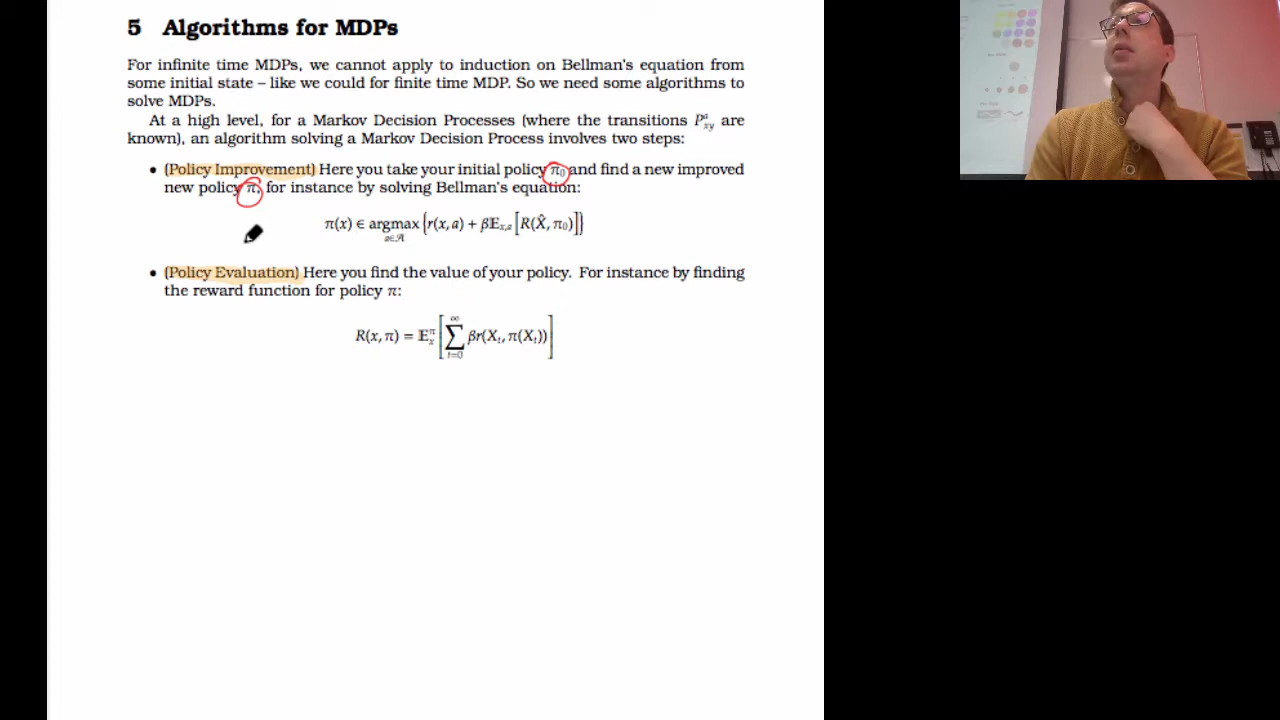 5 Algorithms for MDPs
For infinite time MDPs, we cannot apply to induction on Bellman's equation from
some initial state – like we could for finite time MDP. So we need some algorithms to
solve MDPs.
At a high level, for a Markov Decision Processes (where the transitions P^a_{xy} are
known), an algorithm solving a Markov Decision Process involves two steps:
• (Policy Improvement) Here you take your initial policy π₀ and find a new improved
new policy π, for instance by solving Bellman's equation:
π(x) ∈ argmax_{a∈𝒜} {r(x, a) + β𝔼_{x,a} [R(X̂, π₀)]}
• (Policy Evaluation) Here you find the value of your policy. For instance by finding
the reward function for policy π:
R(x, π) = 𝔼^π_x [∑_{t=0}^{∞} βr(X_t, π(X_t))]